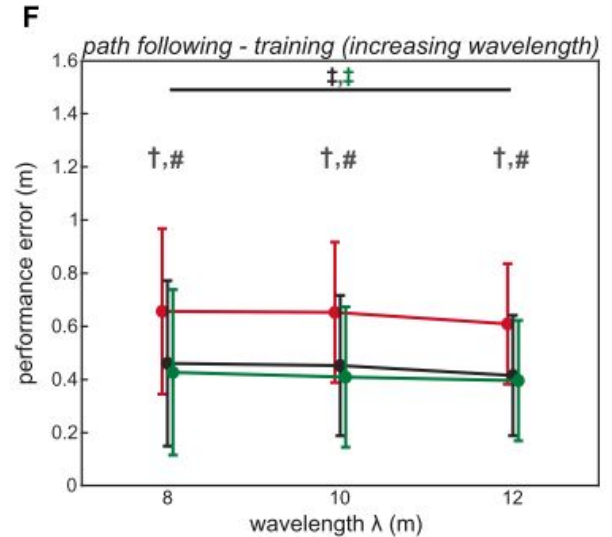 F
path following - training (increasing wavelength)
1.6
‡,‡
1.4
†,# †,# †,#
1.2
1
0.8
0.6
0.4
0.2
0
performance error (m)
8 10 12
wavelength λ (m)